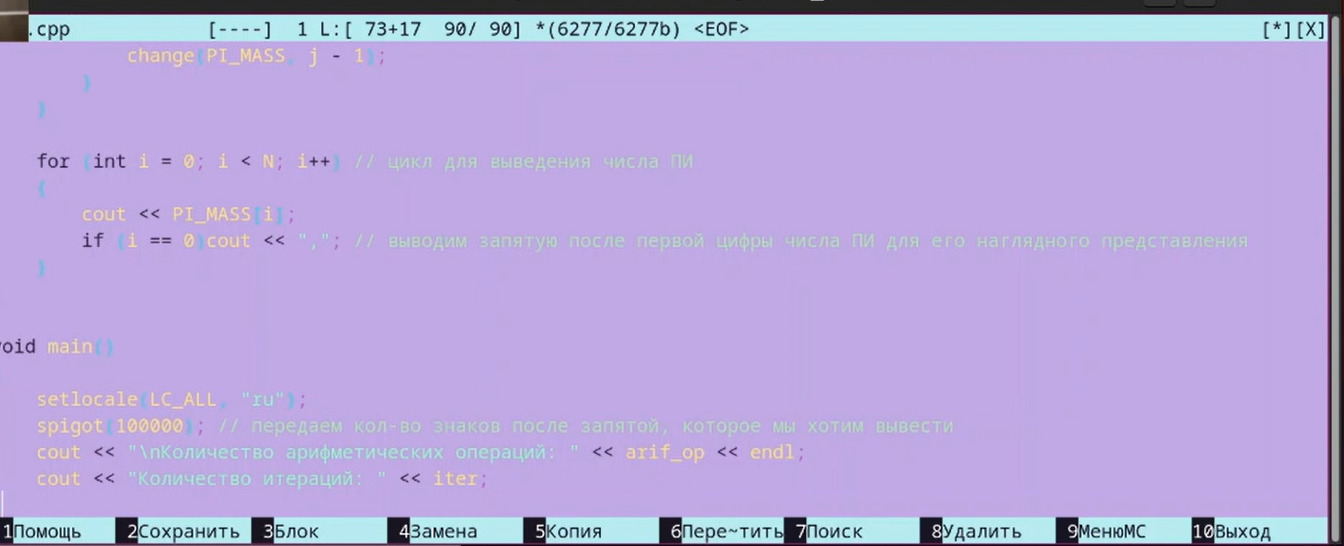 .cpp [----] 1 L:[ 73+17 90/ 90] *(6277/6277b) <EOF> [*][X]
change(PI_MASS, j - 1);
}
}
for (int i = 0; i < N; i++) // цикл для выведения числа ПИ
{
cout << PI_MASS[i];
if (i == 0)cout << ","; // выводим запятую после первой цифры числа ПИ для его наглядного представления
}
void main()
setlocale(LC_ALL, "ru");
spigot(100000); // передаем кол-во знаков после запятой, которое мы хотим вывести
cout << "\nКоличество арифметических операций: " << arif_op << endl;
cout << "Количество итераций: " << iter;
1Помощь 2Сохранить 3Блок 4Замена 5Копия 6Пере~тить 7Поиск 8Удалить 9МенюMC 10Выход